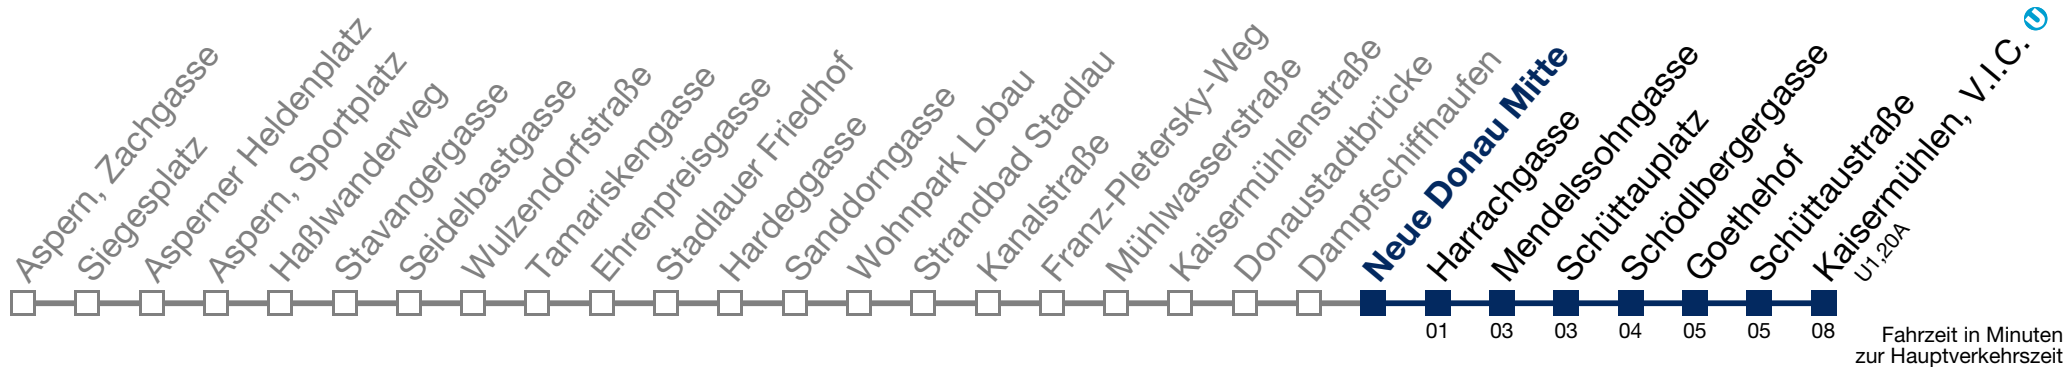 Aspern, Zachgasse
Siegesplatz
Asperner Heldenplatz
Aspern, Sportplatz
Haßlwanderweg
Stavangergasse
Seidelbastgasse
Wulzendorfstraße
Tamariskengasse
Ehrenpreisgasse
Stadlauer Friedhof
Hardeggasse
Sanddorngasse
Wohnpark Lobau
Strandbad Stadlau
Kanalstraße
Franz-Pletersky-Weg
Mühlwasserstraße
Kaisermühlenstraße
Donaustadtbrücke
Dampfschiffhaufen
Neue Donau Mitte
Harrachgasse
Mendelssohngasse
Schüttauplatz
Schödlbergergasse
Goethehof
Schüttaustraße
Kaisermühlen, V.I.C. U
U1,20A
01 03 03 04 05 05 08
Fahrzeit in Minuten
zur Hauptverkehrszeit